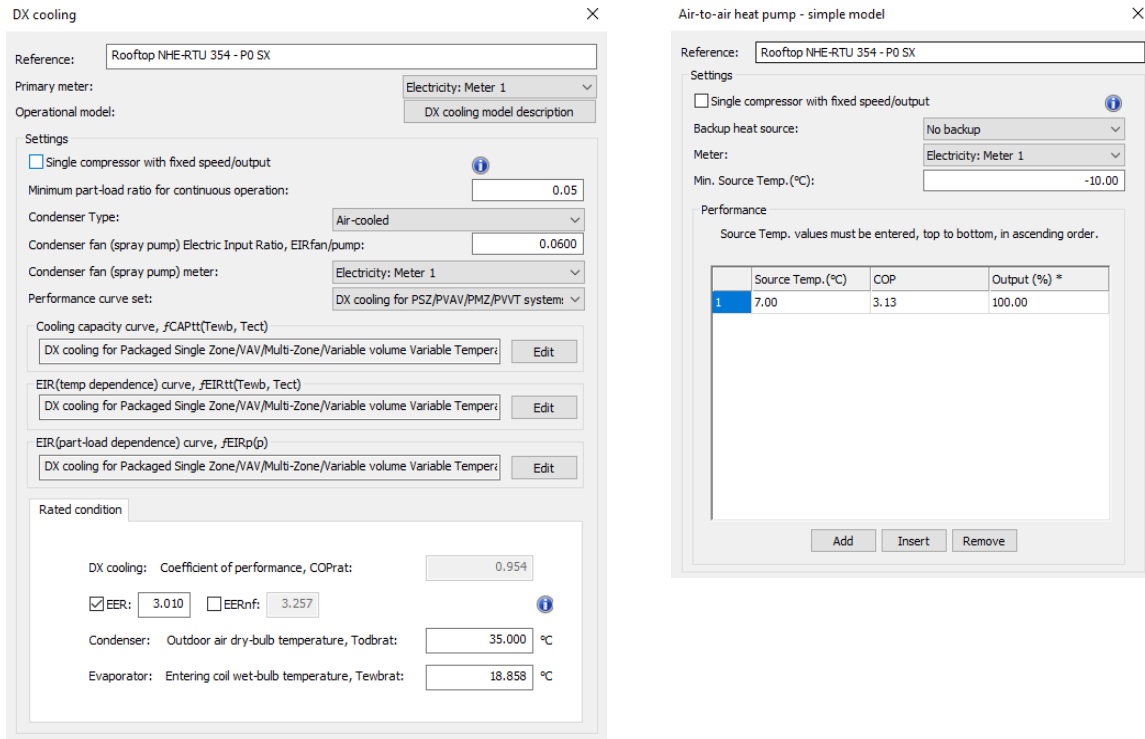 DX cooling
Reference: Rooftop NHE-RTU 354 - P0 SX
Primary meter: Electricity: Meter 1
Operational model: DX cooling model description
Settings
Single compressor with fixed speed/output
Minimum part-load ratio for continuous operation: 0.05
Condenser Type: Air-cooled
Condenser fan (spray pump) Electric Input Ratio, EIRfan/pump: 0.0600
Condenser fan (spray pump) meter: Electricity: Meter 1
Performance curve set: DX cooling for PSZ/PVAV/PMZ/PVVT system:
Cooling capacity curve, ƒCAPtt(Tewb, Tect)
DX cooling for Packaged Single Zone/VAV/Multi-Zone/Variable volume Variable Tempera Edit
EIR(temp dependence) curve, ƒEIRtt(Tewb, Tect)
DX cooling for Packaged Single Zone/VAV/Multi-Zone/Variable volume Variable Tempera Edit
EIR(part-load dependence) curve, ƒEIRp(p)
DX cooling for Packaged Single Zone/VAV/Multi-Zone/Variable volume Variable Tempera Edit
Rated condition
DX cooling: Coefficient of performance, COPrat: 0.954
EER: 3.010 EERnf: 3.257
Condenser: Outdoor air dry-bulb temperature, Todbrat: 35.000 °C
Evaporator: Entering coil wet-bulb temperature, Tewbrat: 18.858 °C
Air-to-air heat pump - simple model
Reference: Rooftop NHE-RTU 354 - P0 SX
Settings
Single compressor with fixed speed/output
Backup heat source: No backup
Meter: Electricity: Meter 1
Min. Source Temp.(°C): -10.00
Performance
Source Temp. values must be entered, top to bottom, in ascending order.
Source Temp.(°C) COP Output (%) *
1 7.00 3.13 100.00
Add Insert Remove